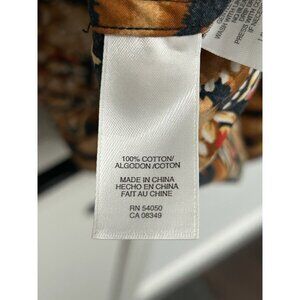 100% COTTON/
ALGODON /COTON
MADE IN CHINA
HECHO EN CHINA
FAIT AU CHINE
RN 54050
CA 06349